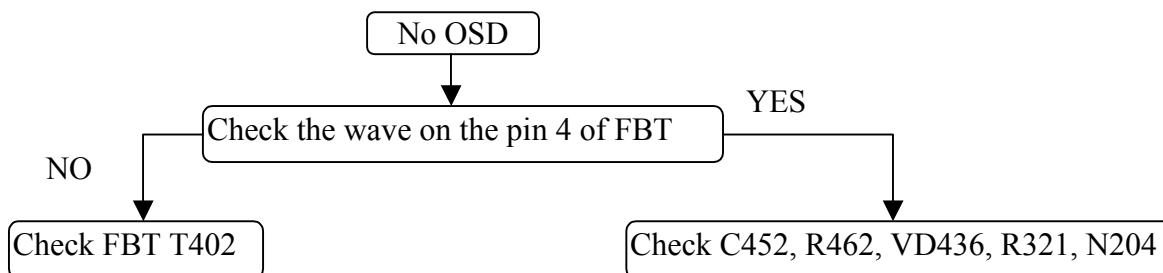 No OSD
Check the wave on the pin 4 of FBT
YES
NO
Check FBT T402
Check C452, R462, VD436, R321, N204